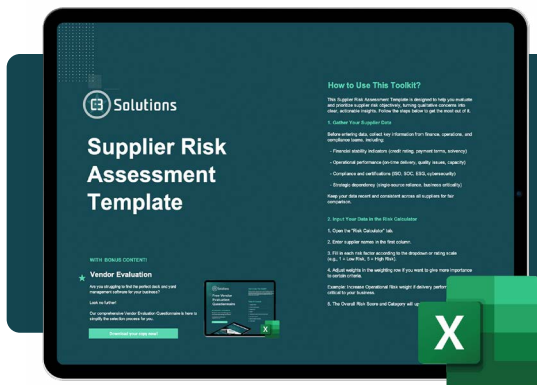 C3 Solutions
Supplier Risk
Assessment
Template
WITH BONUS CONTENT!
Vendor Evaluation
Are you struggling to find the perfect dock and yard
management software for your business?
Look no further!
Our comprehensive Vendor Evaluation Questionnaire is here to
simplify the selection process for you.
Download your copy now!
Solutions
Free Vendor
Evaluation
Questionnaire
X
How to Use This Toolkit?
This Supplier Risk Assessment Template is designed to help you evaluate
and prioritize supplier risk objectively, turning qualitative concerns into
clear, actionable insights. Follow the steps below to get the most out of it.
1. Gather Your Supplier Data
Before entering data, collect key information from finance, operations, and
compliance teams, including:
- Financial stability indicators (credit rating, payment terms, solvency)
- Operational performance (on-time delivery, quality issues, capacity)
- Compliance and certifications (ISO, SOC, ESG, cybersecurity)
- Strategic dependency (single-source reliance, business criticality)
Keep your data recent and consistent across all suppliers for fair
comparison.
2. Input Your Data in the Risk Calculator
1. Open the "Risk Calculator" tab.
2. Enter supplier names in the first column.
3. Fill in each risk factor according to the dropdown or rating scale
(e.g., 1 = Low Risk, 5 = High Risk).
4. Adjust weights in the weighting row if you want to give more importance
to certain criteria.
Example: Increase Operational Risk weight if delivery perfor
critical to your business.
5. The Overall Risk Score and Category will up
X